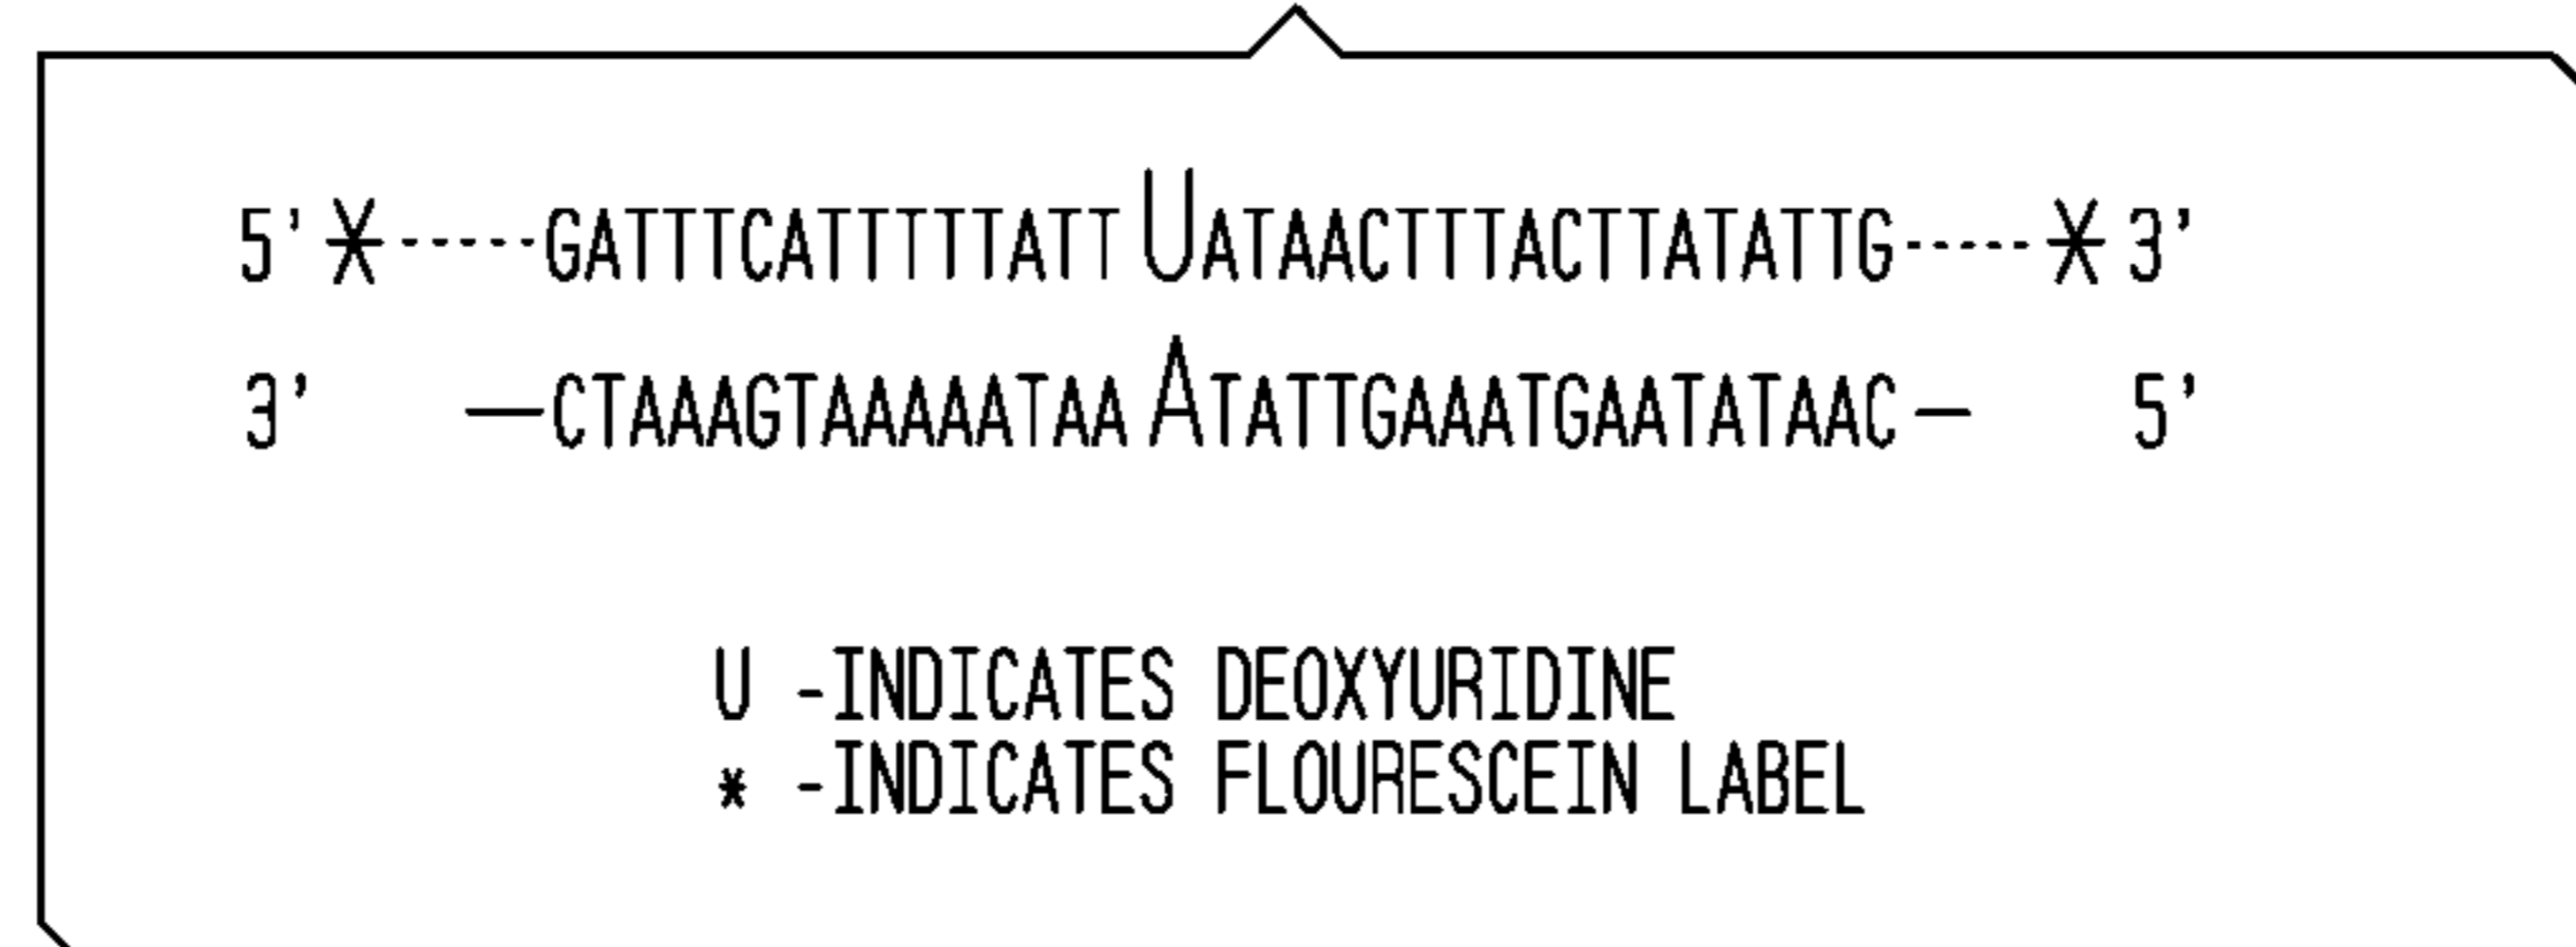 5'*-----GATTTCATTTTTATTUATAACTTTACTTATATTG-----*3'
3' —CTAAAGTAAAAATAAATATTGAAATGAATATAAC— 5'
U -INDICATES DEOXYURIDINE
* -INDICATES FLOURESCEIN LABEL